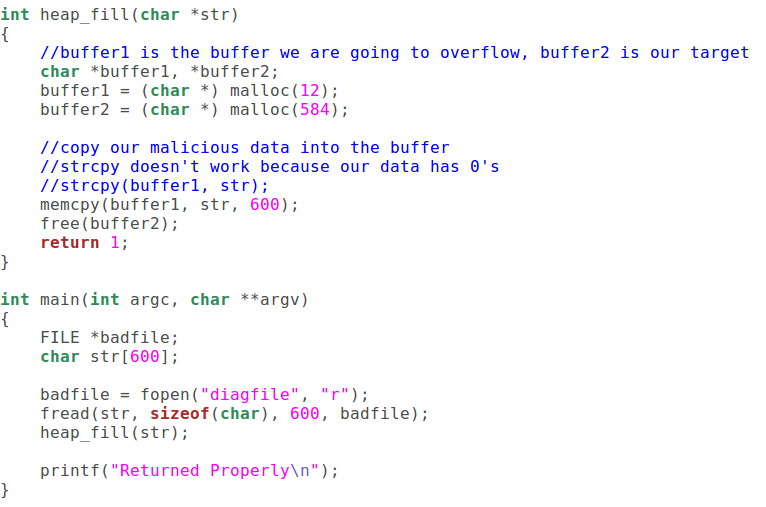 int heap_fill(char *str)
{
    //buffer1 is the buffer we are going to overflow, buffer2 is our target
    char *buffer1, *buffer2;
    buffer1 = (char *) malloc(12);
    buffer2 = (char *) malloc(584);

    //copy our malicious data into the buffer
    //strcpy doesn't work because our data has 0's
    //strcpy(buffer1, str);
    memcpy(buffer1, str, 600);
    free(buffer2);
    return 1;
}

int main(int argc, char **argv)
{
    FILE *badfile;
    char str[600];

    badfile = fopen("diagfile", "r");
    fread(str, sizeof(char), 600, badfile);
    heap_fill(str);

    printf("Returned Properly\n");
}